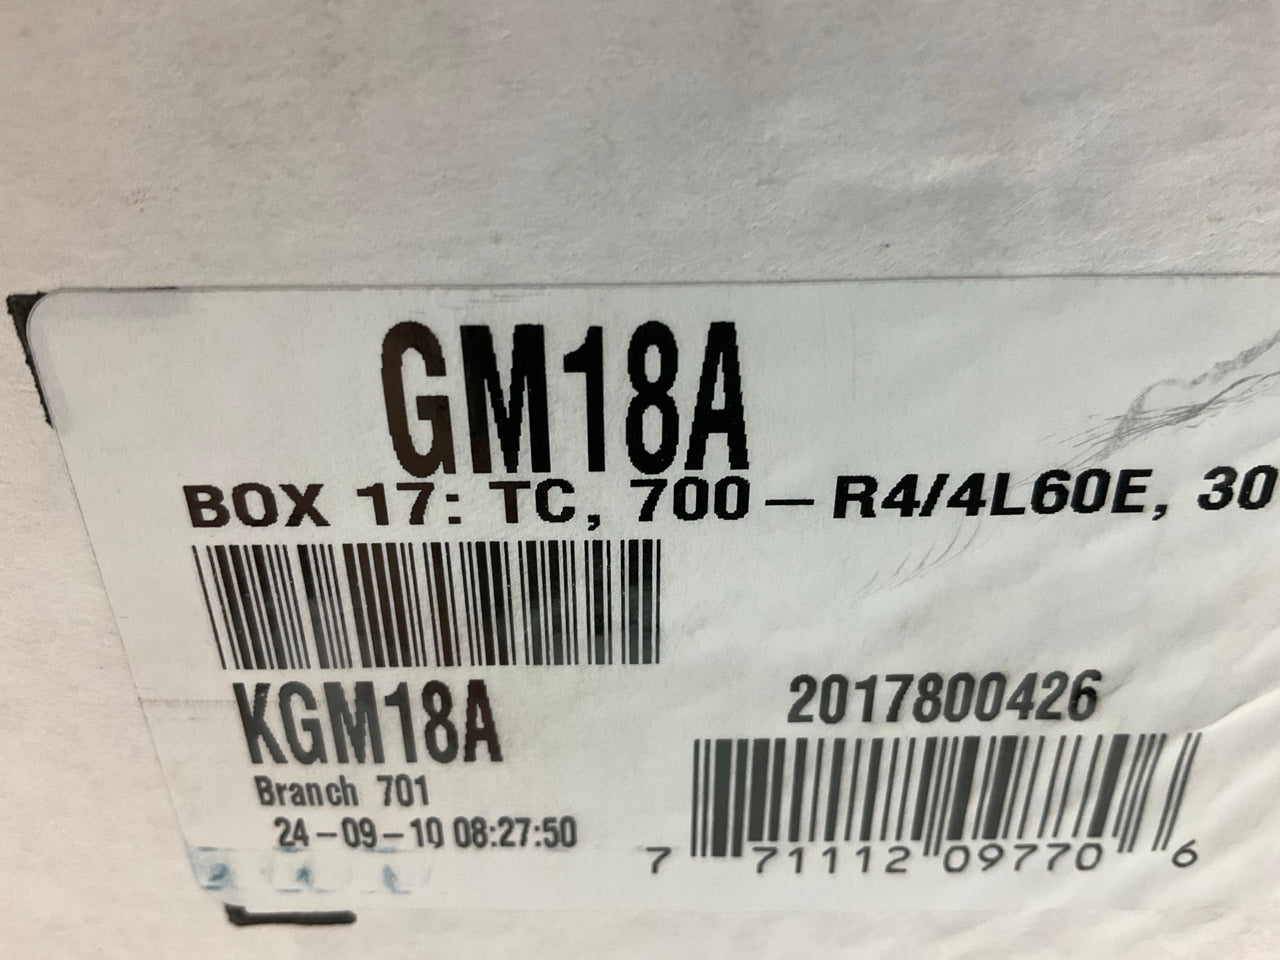 GM18A
BOX 17: TC, 700-R4/4L60E, 30
KGM18A
2017800426
Branch 701
24-09-10 08:27:50
7 71112 09770 6